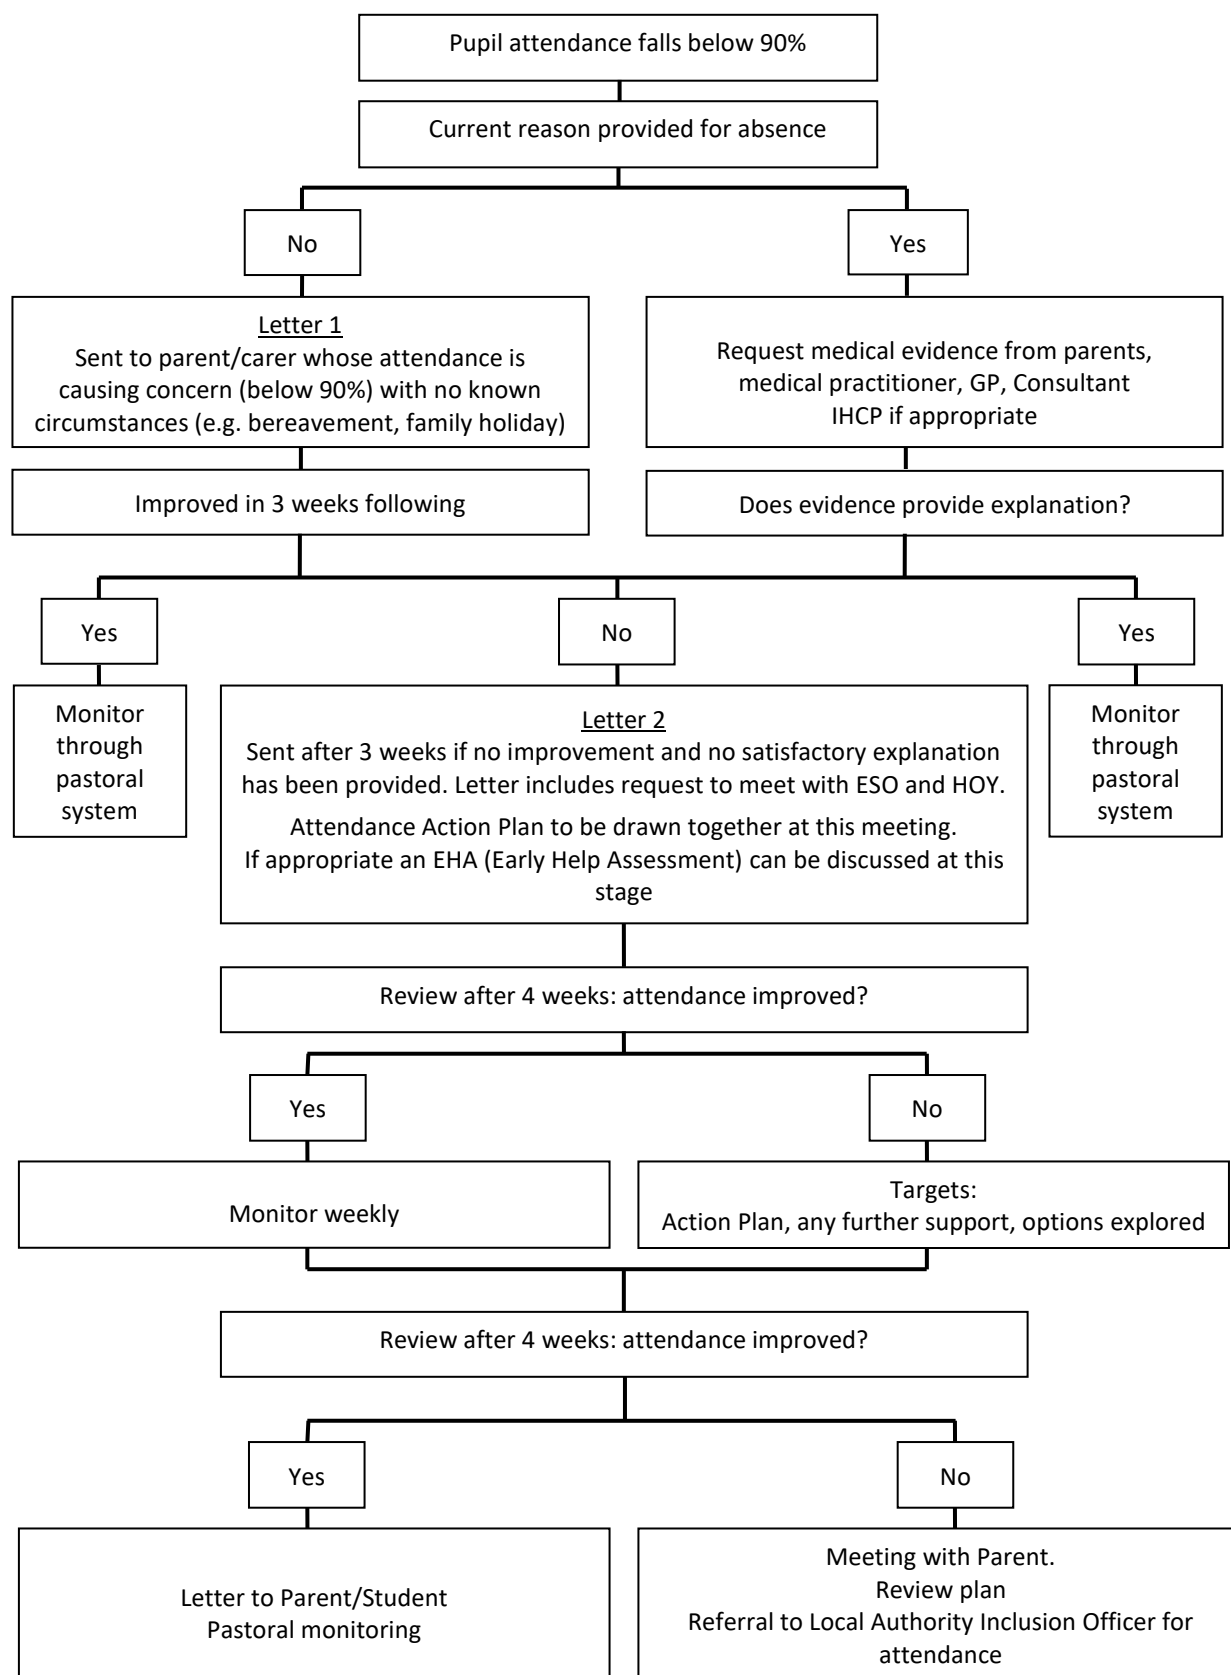 Pupil attendance falls below 90%
Current reason provided for absence
No
Yes
Letter 1
Sent to parent/carer whose attendance is
causing concern (below 90%) with no known
circumstances (e.g. bereavement, family holiday)
Request medical evidence from parents,
medical practitioner, GP, Consultant
IHCP if appropriate
Improved in 3 weeks following
Does evidence provide explanation?
Yes
No
Yes
Monitor
through
pastoral
system
Letter 2
Sent after 3 weeks if no improvement and no satisfactory explanation
has been provided. Letter includes request to meet with ESO and HOY.
Attendance Action Plan to be drawn together at this meeting.
If appropriate an EHA (Early Help Assessment) can be discussed at this
stage
Monitor
through
pastoral
system
Review after 4 weeks: attendance improved?
Yes
No
Monitor weekly
Targets:
Action Plan, any further support, options explored
Review after 4 weeks: attendance improved?
Yes
No
Letter to Parent/Student
Pastoral monitoring
Meeting with Parent.
Review plan
Referral to Local Authority Inclusion Officer for
attendance